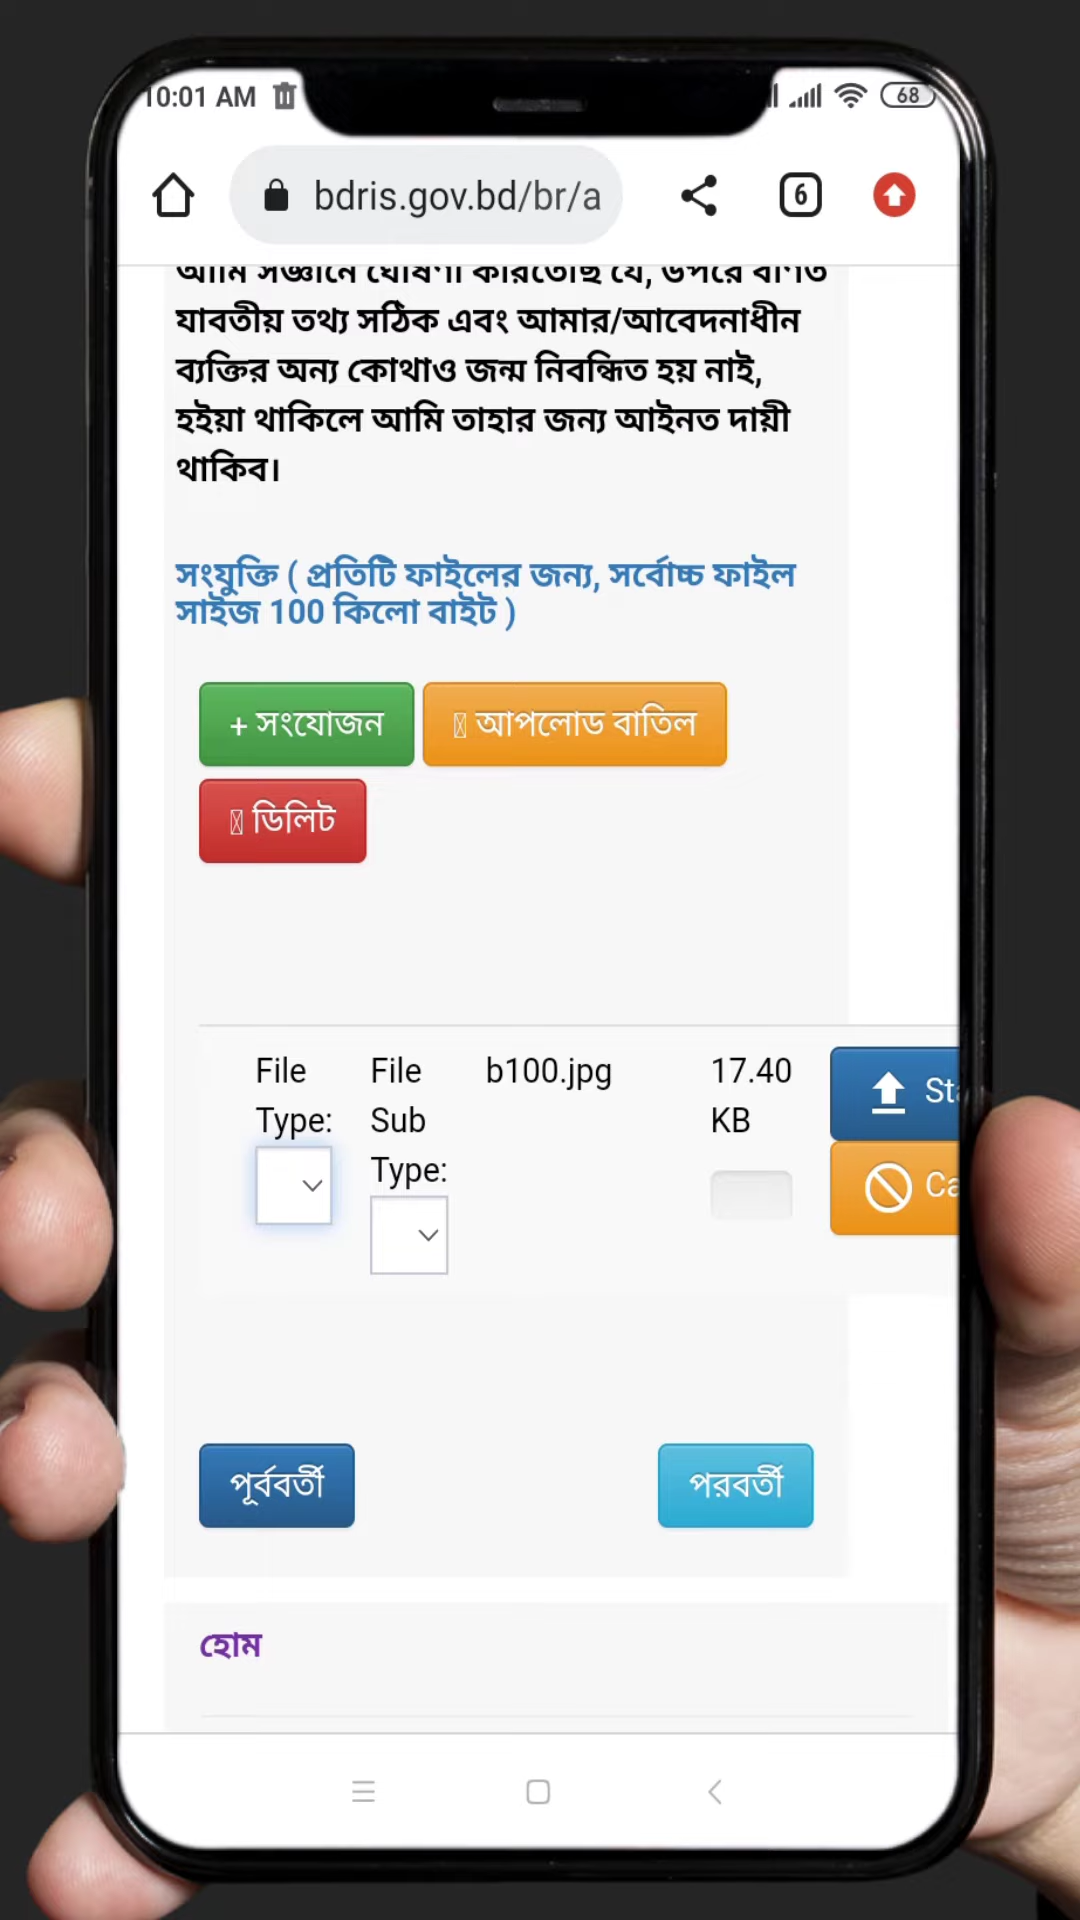 10:01 AM
68
bdris.gov.bd/br/a
6
আমি সজ্ঞানে ঘোষণা করিতেছি যে, উপরে বর্ণিত
যাবতীয় তথ্য সঠিক এবং আমার/আবেদনাধীন
ব্যক্তির অন্য কোথাও জন্ম নিবন্ধিত হয় নাই,
হইয়া থাকিলে আমি তাহার জন্য আইনত দায়ী
থাকিব।
সংযুক্তি ( প্রতিটি ফাইলের জন্য, সর্বোচ্চ ফাইল
সাইজ 100 কিলো বাইট )
+ সংযোজন
আপলোড বাতিল
ডিলিট
File File b100.jpg 17.40 Sta
Type: Sub KB
Type:
Ca
পূর্ববর্তী পরবর্তী
হোম